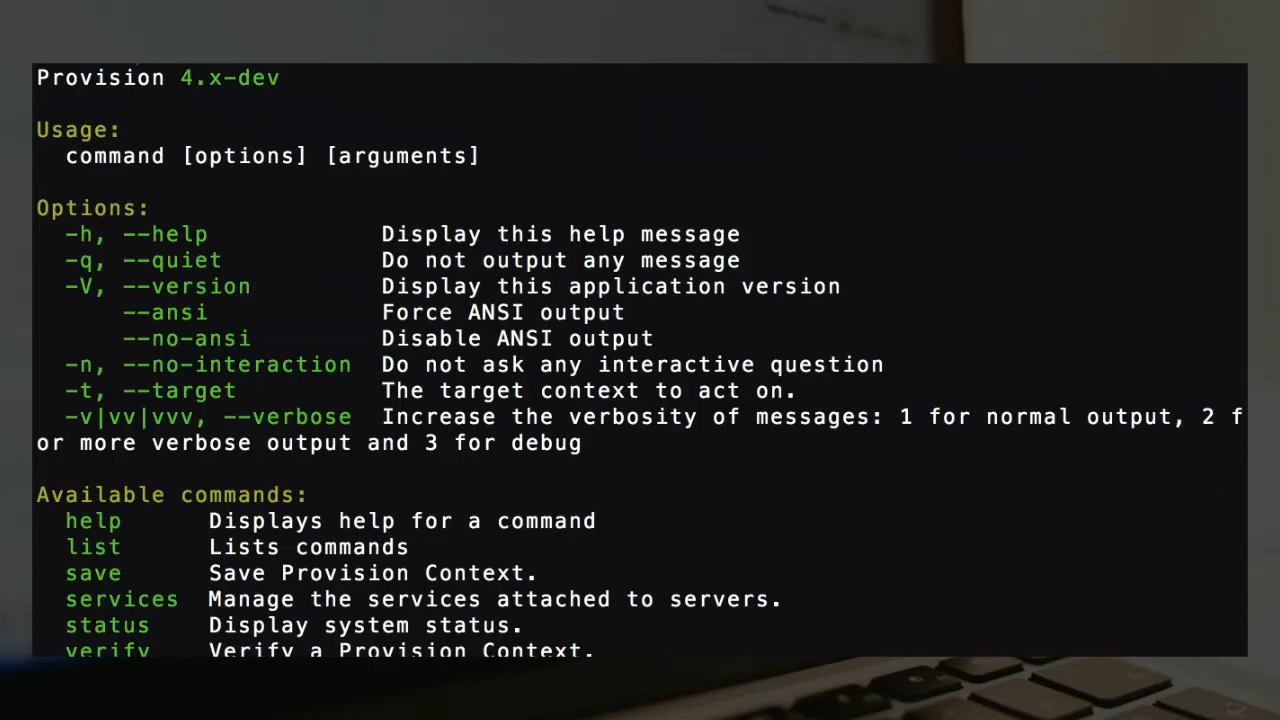 Provision 4.x-dev
Usage:
command [options] [arguments]
Options:
-h, --help Display this help message
-q, --quiet Do not output any message
-V, --version Display this application version
--ansi Force ANSI output
--no-ansi Disable ANSI output
-n, --no-interaction Do not ask any interactive question
-t, --target The target context to act on.
-v|vv|vvv, --verbose Increase the verbosity of messages: 1 for normal output, 2 f
or more verbose output and 3 for debug
Available commands:
help Displays help for a command
list Lists commands
save Save Provision Context.
services Manage the services attached to servers.
status Display system status.
verify Verify a Provision Context.